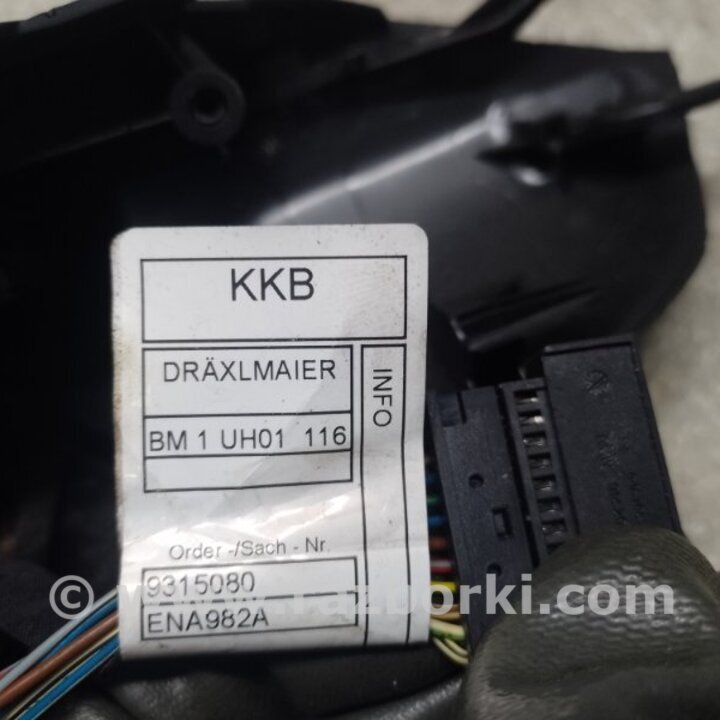 KKB
DRÄXLMAIER
BM 1 UH01 116
INFO
Order -/Sach - Nr.
9315080
ENA982A
© www.razborki.com